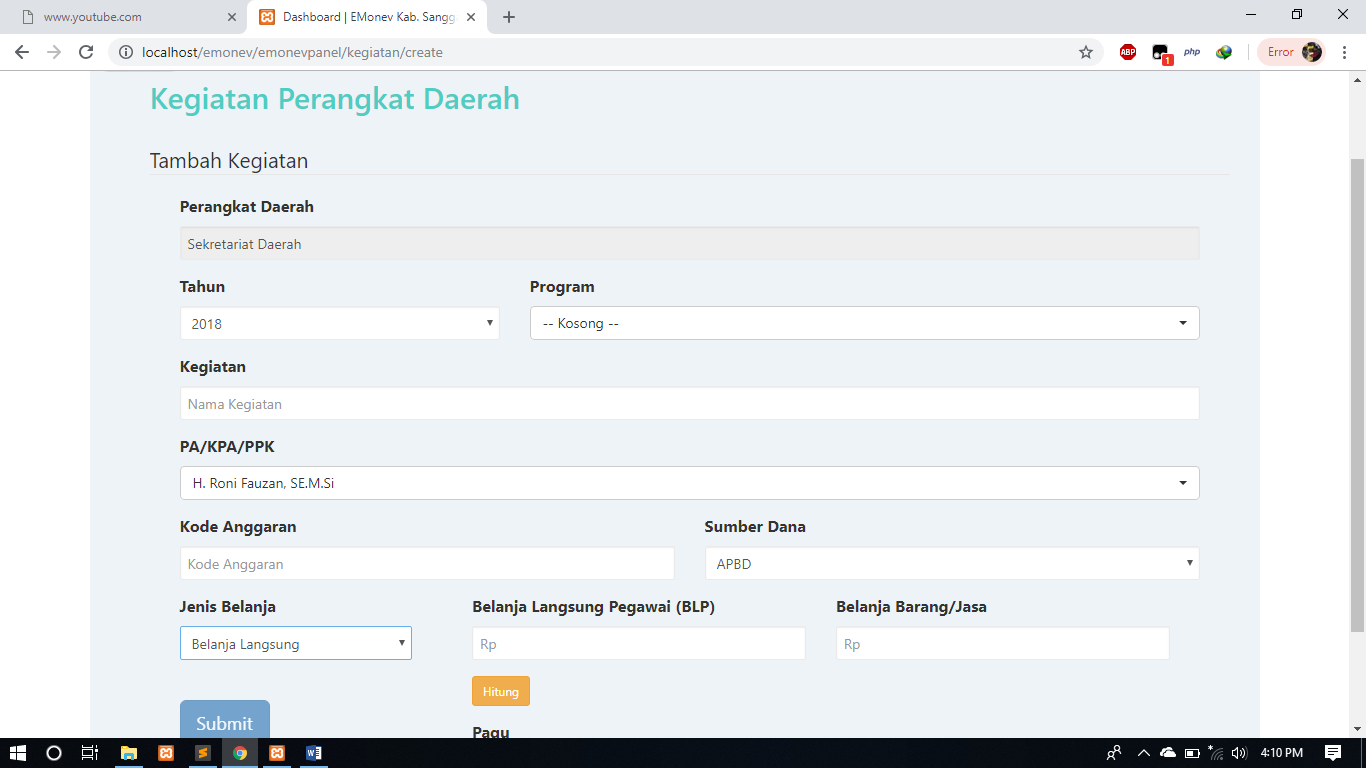 www.youtube.com
Dashboard | EMonev Kab. Sangg
localhost/emonev/emonevpanel/kegiatan/create
ABP
1
php
Error
Kegiatan Perangkat Daerah
Tambah Kegiatan
Perangkat Daerah
Sekretariat Daerah
Tahun
Program
2018
-- Kosong --
Kegiatan
Nama Kegiatan
PA/KPA/PPK
H. Roni Fauzan, SE.M.Si
Kode Anggaran
Sumber Dana
Kode Anggaran
APBD
Jenis Belanja
Belanja Langsung Pegawai (BLP)
Belanja Barang/Jasa
Belanja Langsung
Rp
Rp
Hitung
Submit
Pagu
4:10 PM